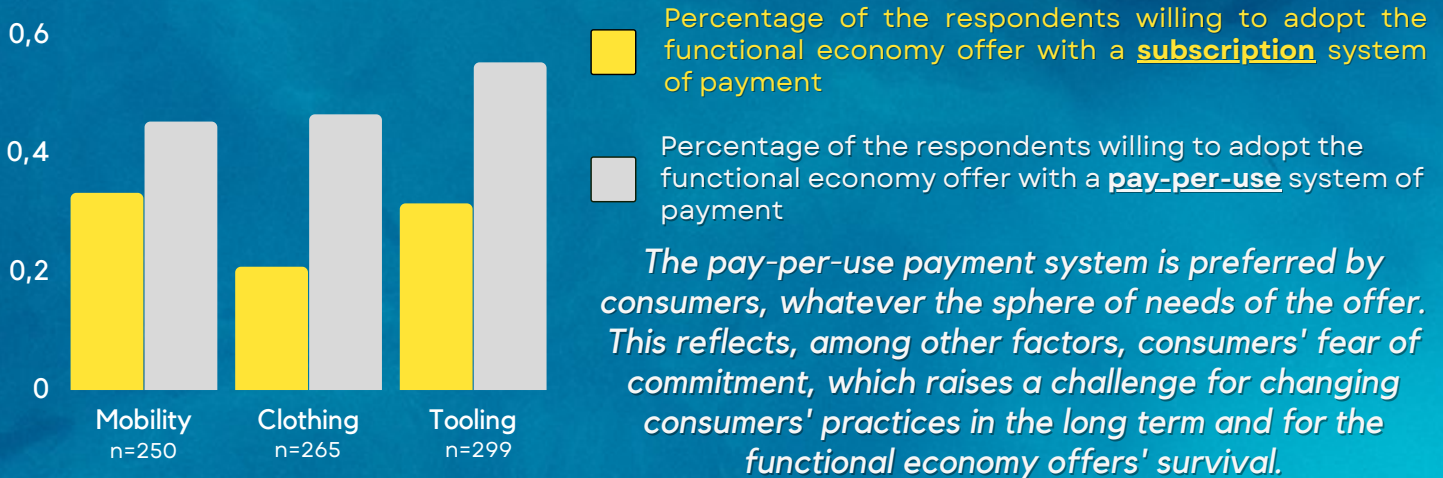 0,6
0,4
0,2
0
Mobility
n=250
Clothing
n=265
Tooling
n=299
Percentage of the respondents willing to adopt the
functional economy offer with a subscription system
of payment
Percentage of the respondents willing to adopt the
functional economy offer with a pay-per-use system of
payment
The pay-per-use payment system is preferred by
consumers, whatever the sphere of needs of the offer.
This reflects, among other factors, consumers' fear of
commitment, which raises a challenge for changing
consumers' practices in the long term and for the
functional economy offers' survival.